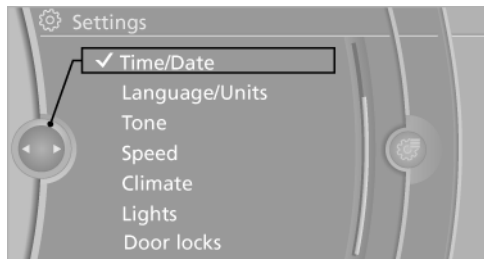 Settings
✓ Time/Date
Language/Units
Tone
Speed
Climate
Lights
Door locks